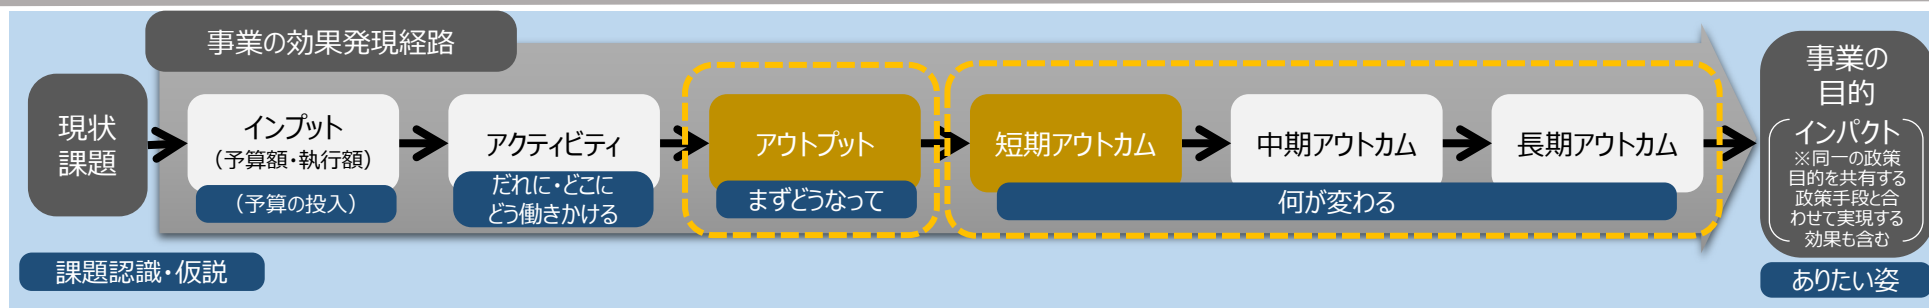 事業の効果発現経路
現状
課題
インプット
（予算額・執行額）
（予算の投入）
アクティビティ
だれに・どこに
どう働きかける
アウトプット
まずどうなって
短期アウトカム
中期アウトカム
長期アウトカム
何が変わる
事業の
目的
インパクト
※同一の政策
目的を共有する
政策手段と合
わせて実現する
効果も含む
課題認識・仮説
ありたい姿